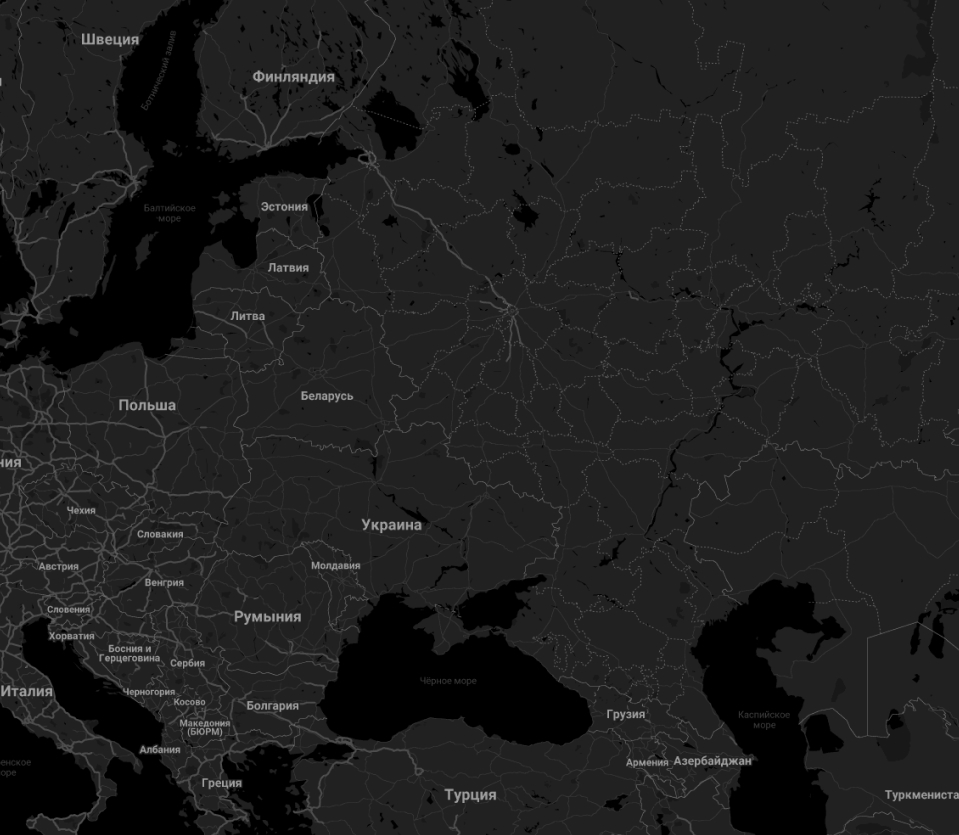 Швеция
Ботнический залив
Финляндия
Балтийское
море
Эстония
Латвия
Литва
Беларусь
Польша
ния
Чехия
Украина
Словакия
Австрия
Молдавия
Венгрия
Словения
Румыния
Хорватия
Босния и
Герцеговина
Сербия
Чёрное море
Италия
Черногория
Косово
Болгария
Грузия
Каспийское
море
Македония
(БЮРМ)
Албания
Армения
Азербайджан
енское
оре
Греция
Турция
Туркмениста